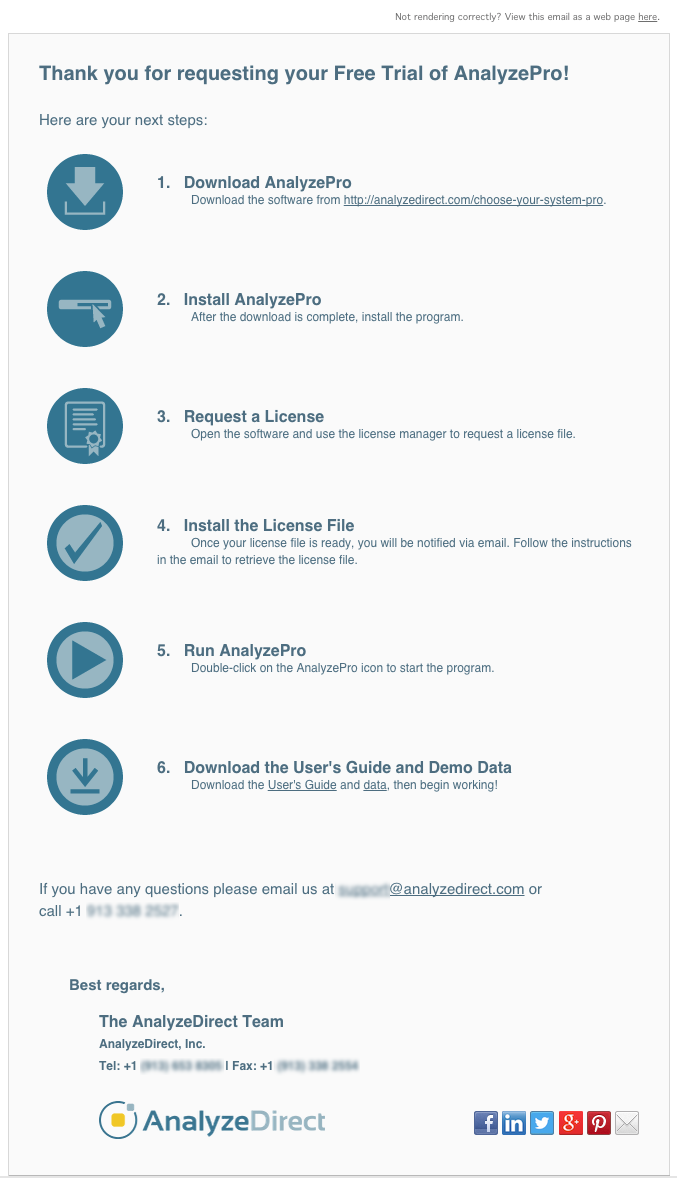 Not rendering correctly? View this email as a web page here.
Thank you for requesting your Free Trial of AnalyzePro!
Here are your next steps:
1. Download AnalyzePro
Download the software from http://analyzedirect.com/choose-your-system-pro.
2. Install AnalyzePro
After the download is complete, install the program.
3. Request a License
Open the software and use the license manager to request a license file.
4. Install the License File
Once your license file is ready, you will be notified via email. Follow the instructions
in the email to retrieve the license file.
5. Run AnalyzePro
Double-click on the AnalyzePro icon to start the program.
6. Download the User's Guide and Demo Data
Download the User's Guide and data, then begin working!
If you have any questions please email us at @analyzedirect.com or
call +1 .
Best regards,
The AnalyzeDirect Team
AnalyzeDirect, Inc.
Tel: +1 | Fax: +1
AnalyzeDirect